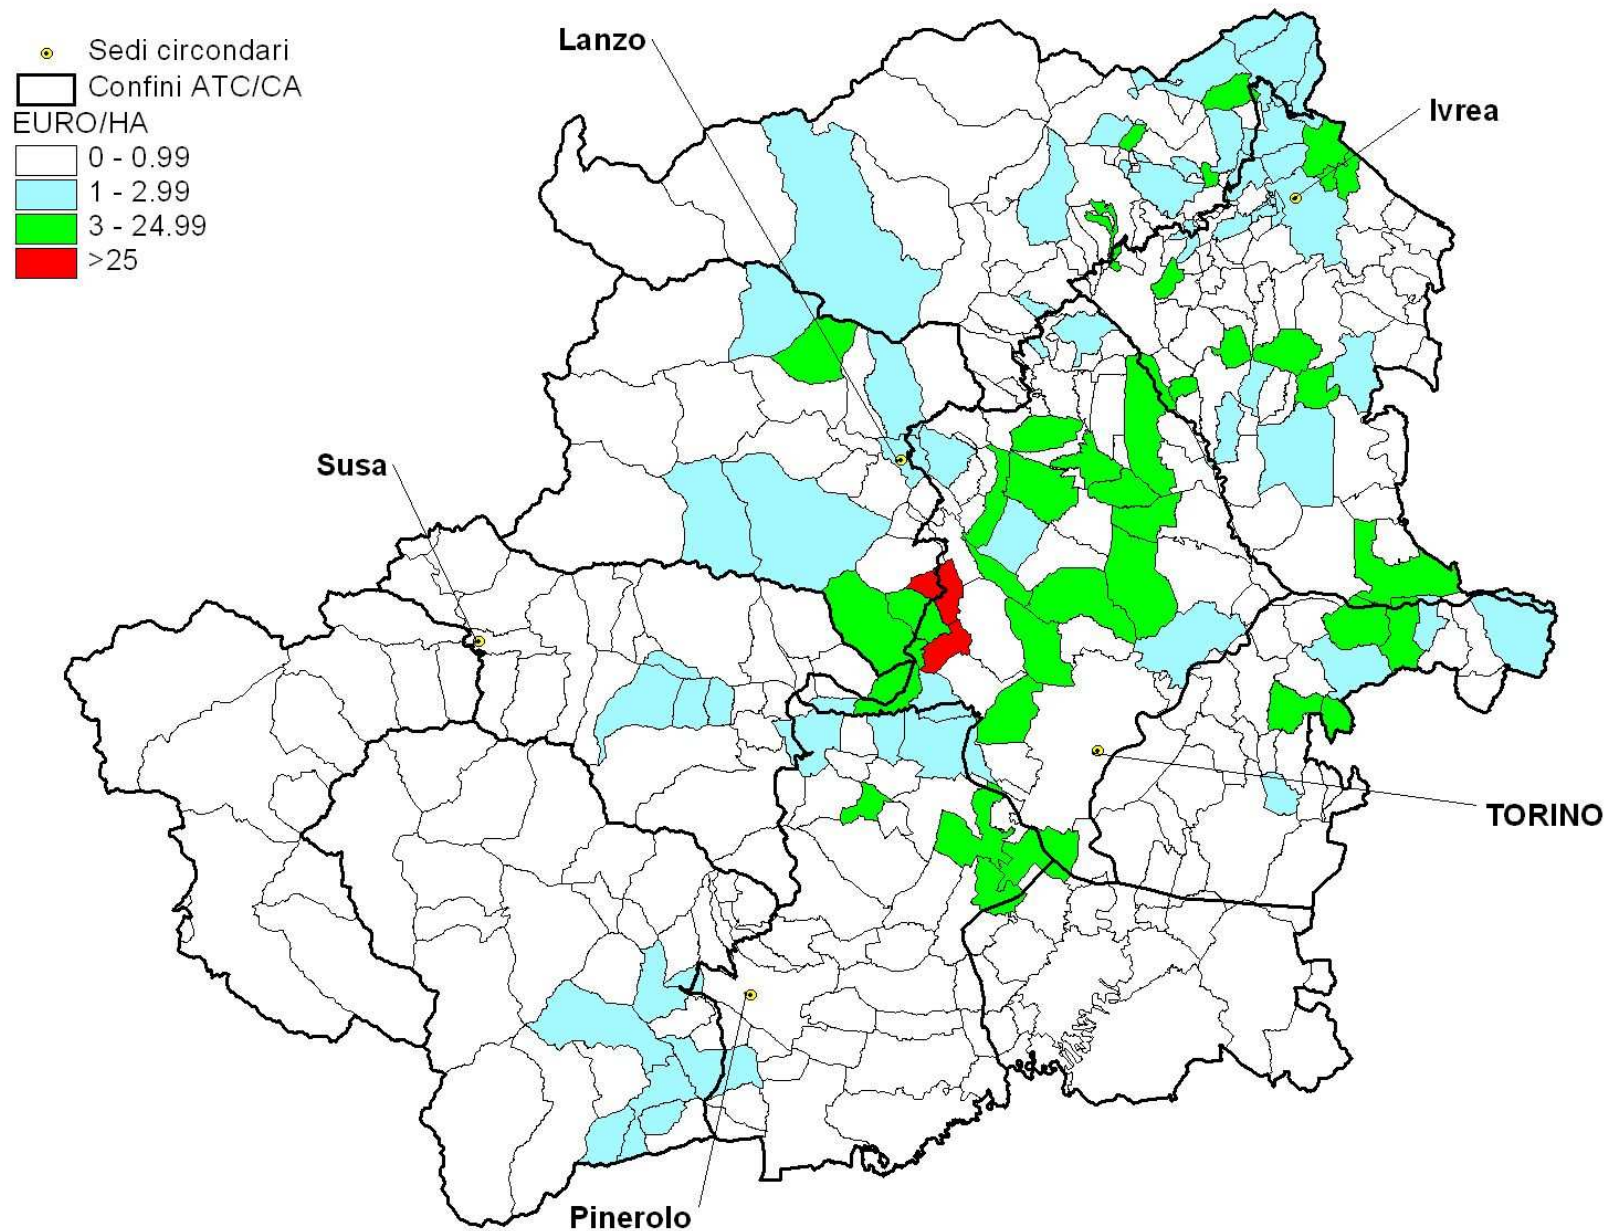 Sedi circondari
Confini ATC/CA
EURO/HA
0 - 0.99
1 - 2.99
3 - 24.99
>25
Lanzo
Ivrea
Susa
TORINO
Pinerolo